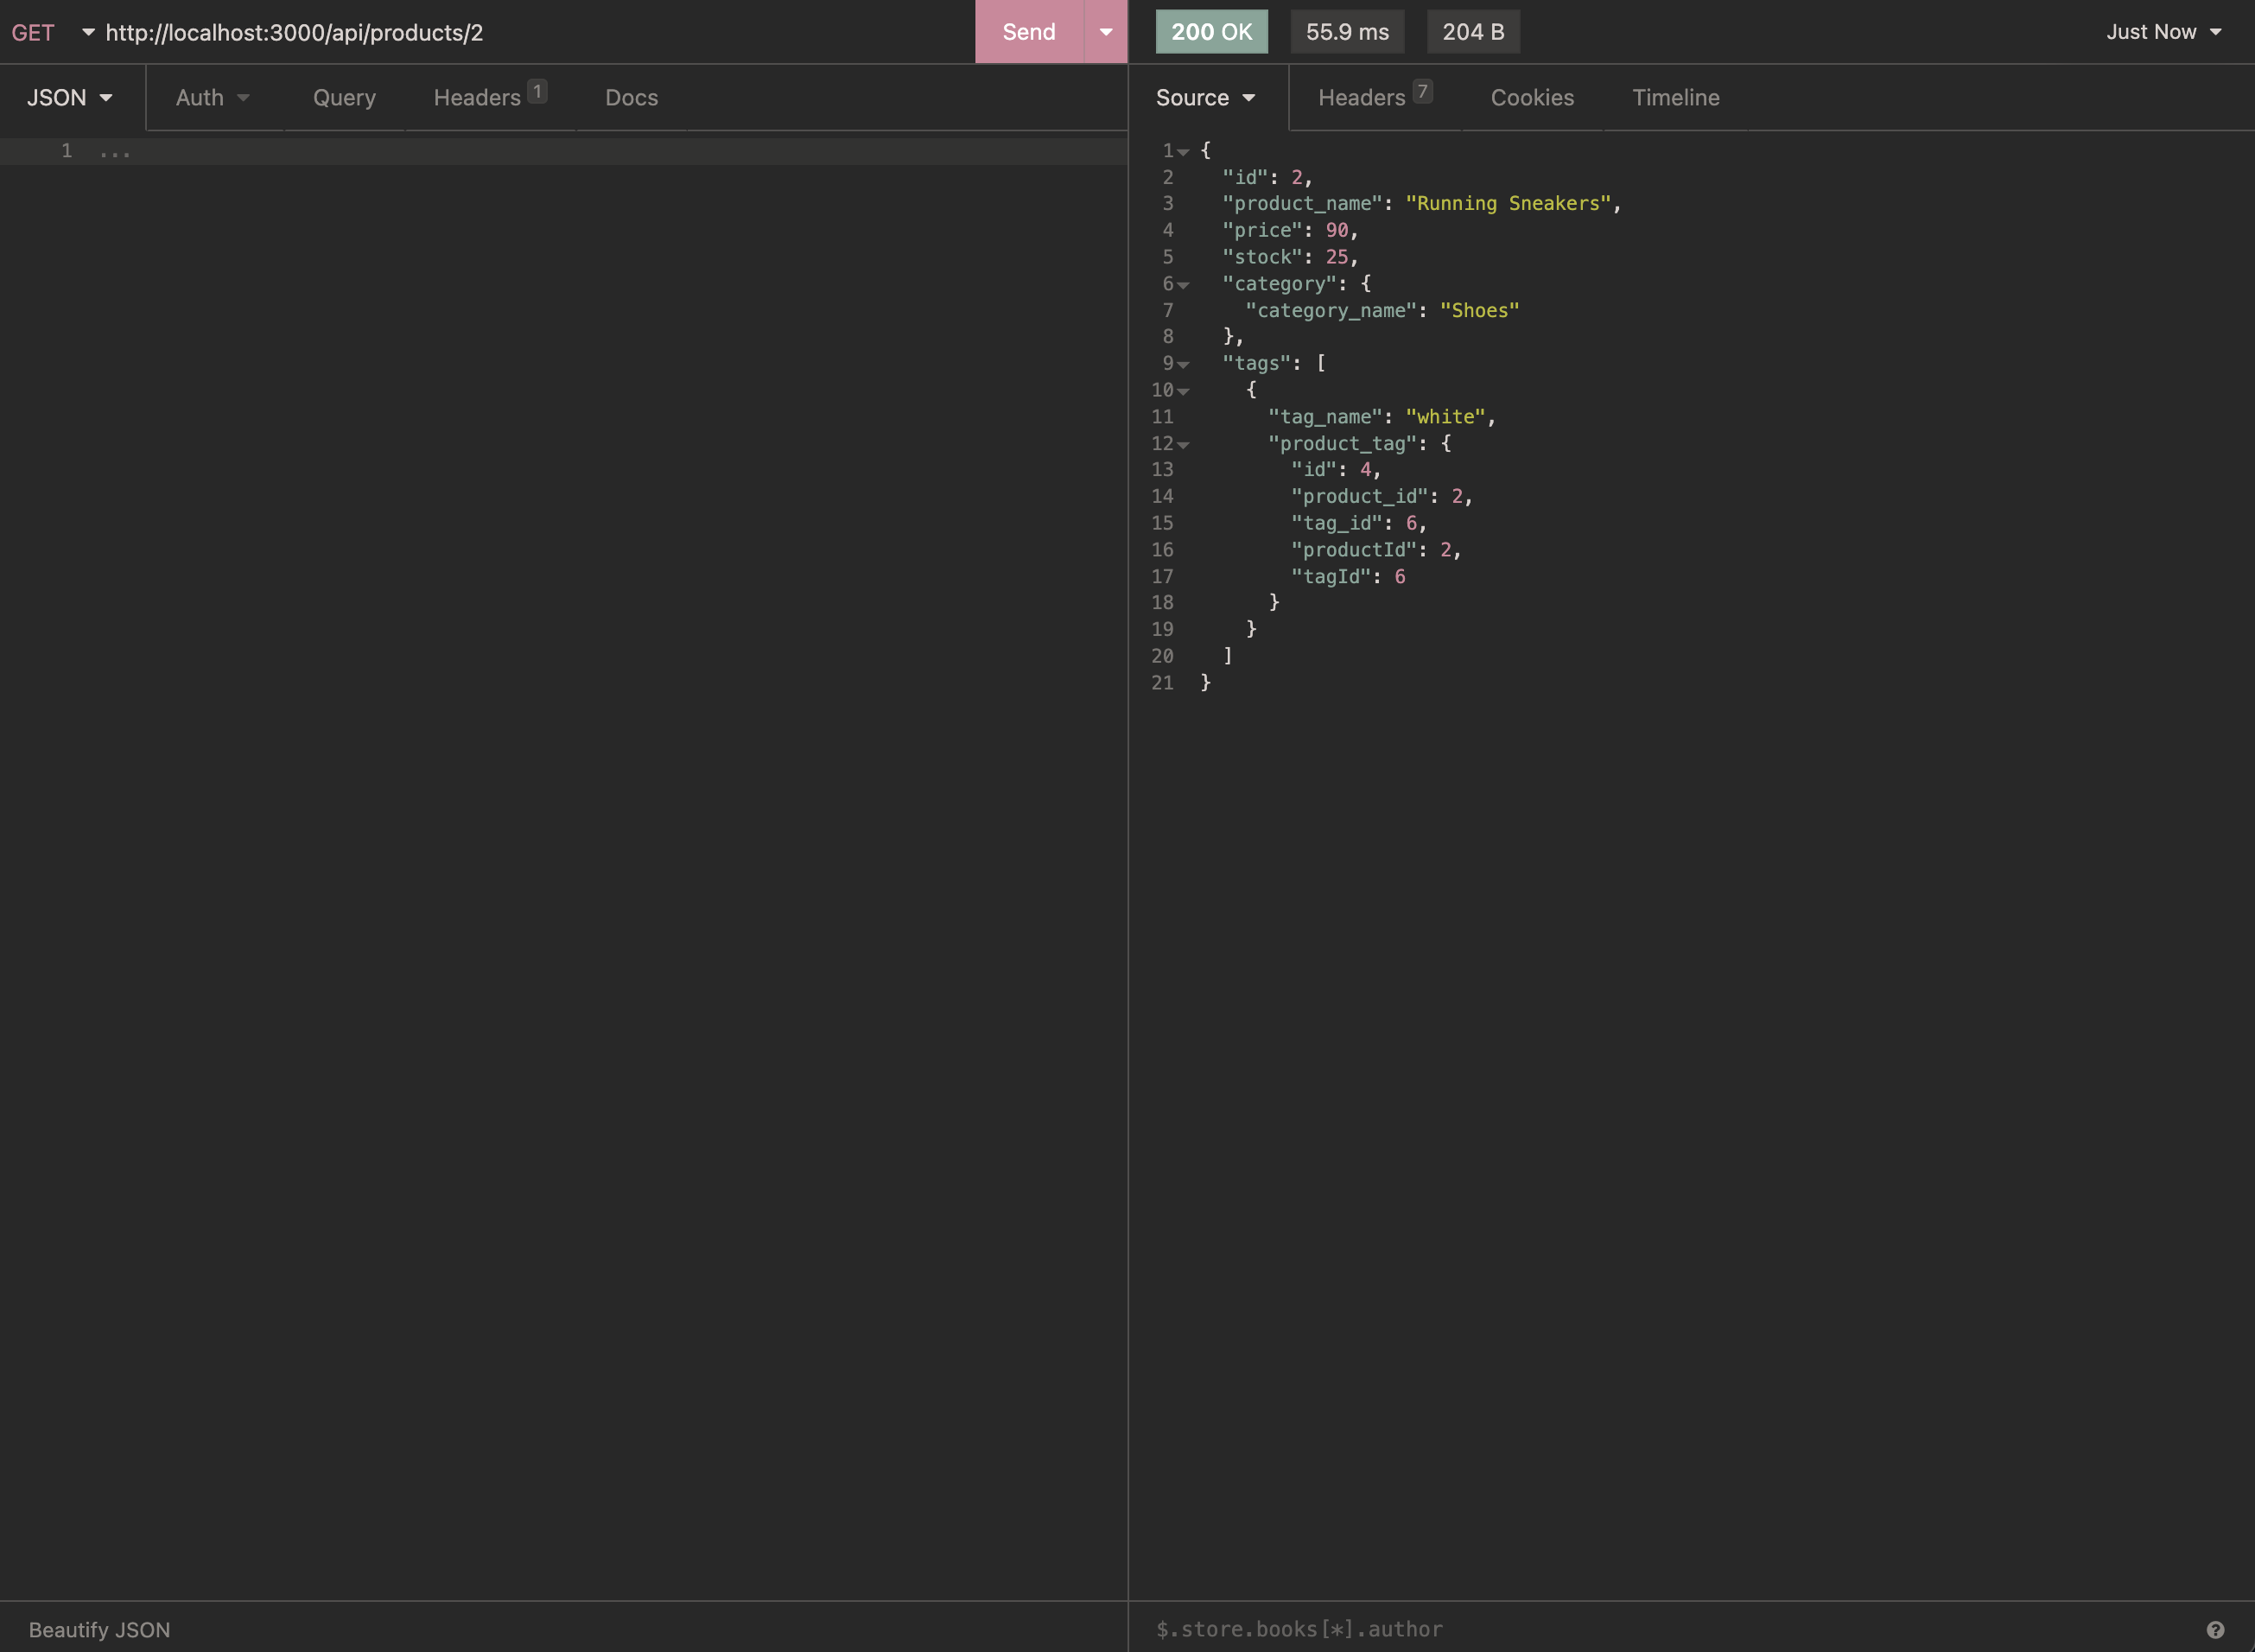 GET http://localhost:3000/api/products/2 Send
200 OK 55.9 ms 204 B Just Now
JSON Auth Query Headers 1 Docs
Source Headers 7 Cookies Timeline
1 ...
1 {
2 "id": 2,
3 "product_name": "Running Sneakers",
4 "price": 90,
5 "stock": 25,
6 "category": {
7 "category_name": "Shoes"
8 },
9 "tags": [
10 {
11 "tag_name": "white",
12 "product_tag": {
13 "id": 4,
14 "product_id": 2,
15 "tag_id": 6,
16 "productId": 2,
17 "tagId": 6
18 }
19 }
20 ]
21 }
Beautify JSON
$.store.books[*].author ?